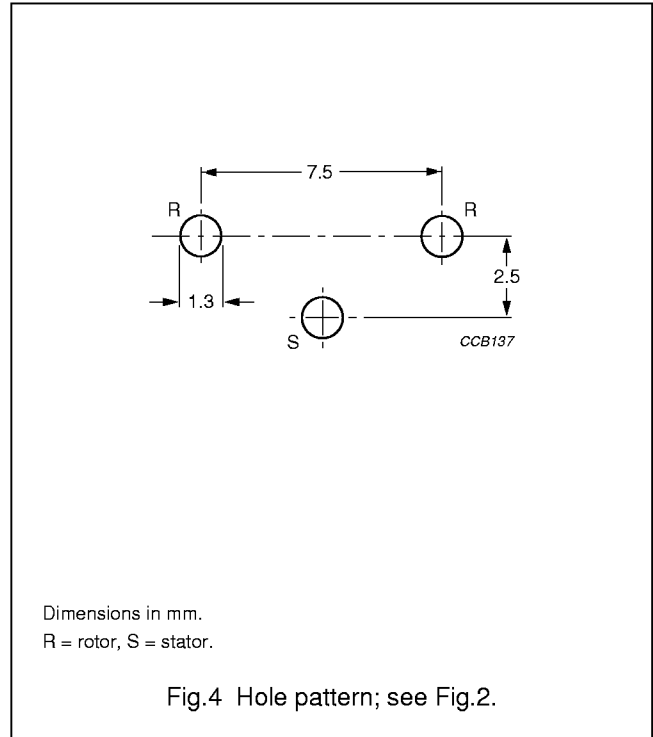 7.5
R
R
2.5
1.3
S
CCB137
Dimensions in mm.
R = rotor, S = stator.
Fig.4 Hole pattern; see Fig.2.